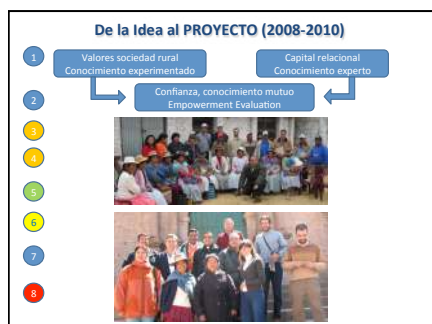 De la Idea al PROYECTO (2008-2010)
1
Valores sociedad rural
Conocimiento experimentado
Capital relacional
Conocimiento experto
2
Confianza, conocimiento mutuo
Empowerment Evaluation
3
4
5
6
7
8